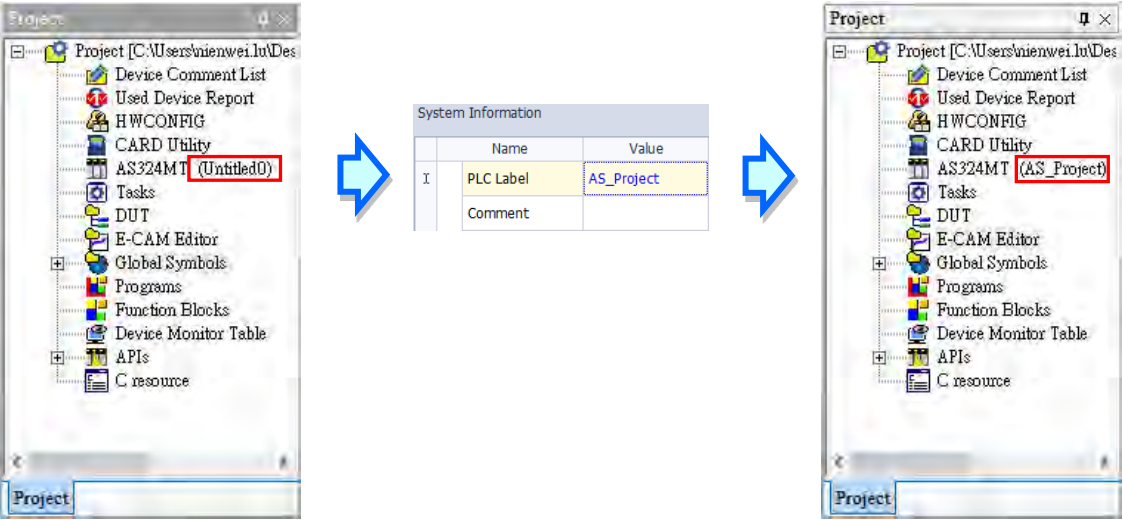 Project
Project [C:\Users\nienwei.lu\Des
Device Comment List
Used Device Report
HWCONFIG
CARD Utility
AS324MT (Untitled0)
Tasks
DUT
E-CAM Editor
Global Symbols
Programs
Function Blocks
Device Monitor Table
APIs
C resource
Project
System Information
Name Value
I PLC Label AS_Project
Comment
Project
Project [C:\Users\nienwei.lu\Des
Device Comment List
Used Device Report
HWCONFIG
CARD Utility
AS324MT (AS_Project)
Tasks
DUT
E-CAM Editor
Global Symbols
Programs
Function Blocks
Device Monitor Table
APIs
C resource
Project